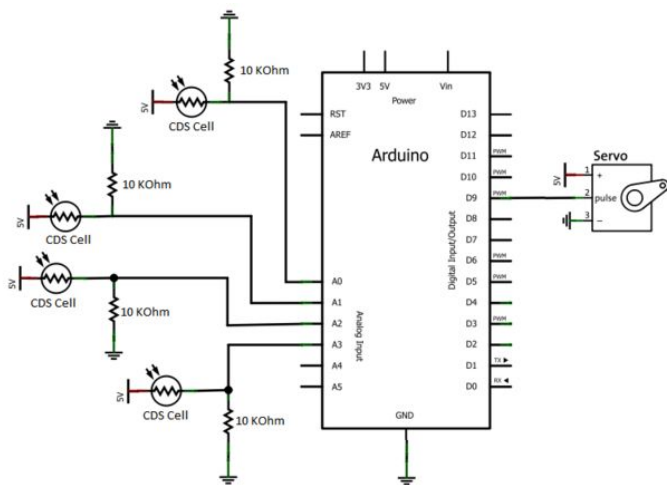 10 KOhm
5V
CDS Cell
10 KOhm
5V
CDS Cell
5V
CDS Cell
10 KOhm
5V
CDS Cell
10 KOhm
3V3 5V Vin
Power
RST
AREF
Arduino
A0
A1
A2
A3
A4
A5
Analog Input
GND
Digital Input/Output
D13
D12
D11 PWM
D10 PWM
D9 PWM
D8
D7
D6 PWM
D5 PWM
D4
D3 PWM
D2
D1 TX
D0 RX
Servo
5V
1 +
2 pulse
3 −